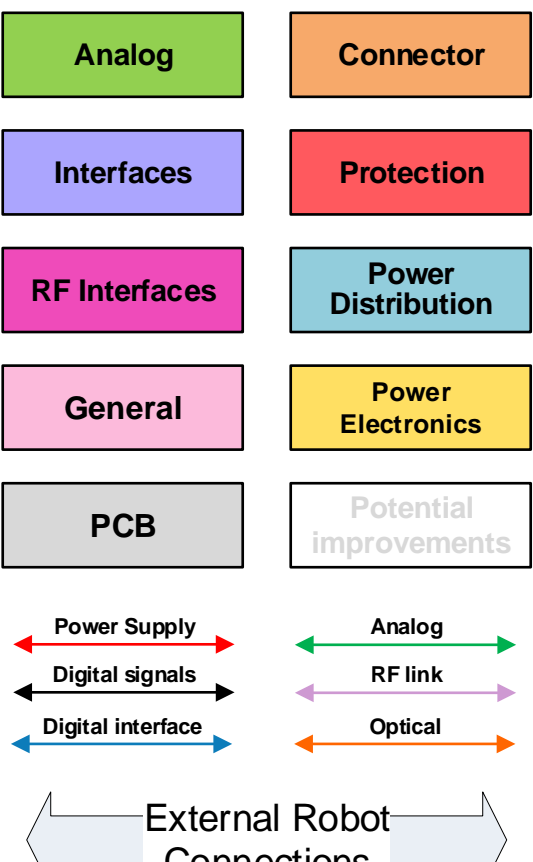 Analog
Connector
Interfaces
Protection
RF Interfaces
Power
Distribution
General
Power
Electronics
PCB
Potential
improvements
Power Supply
Analog
Digital signals
RF link
Digital interface
Optical
External Robot
Connections